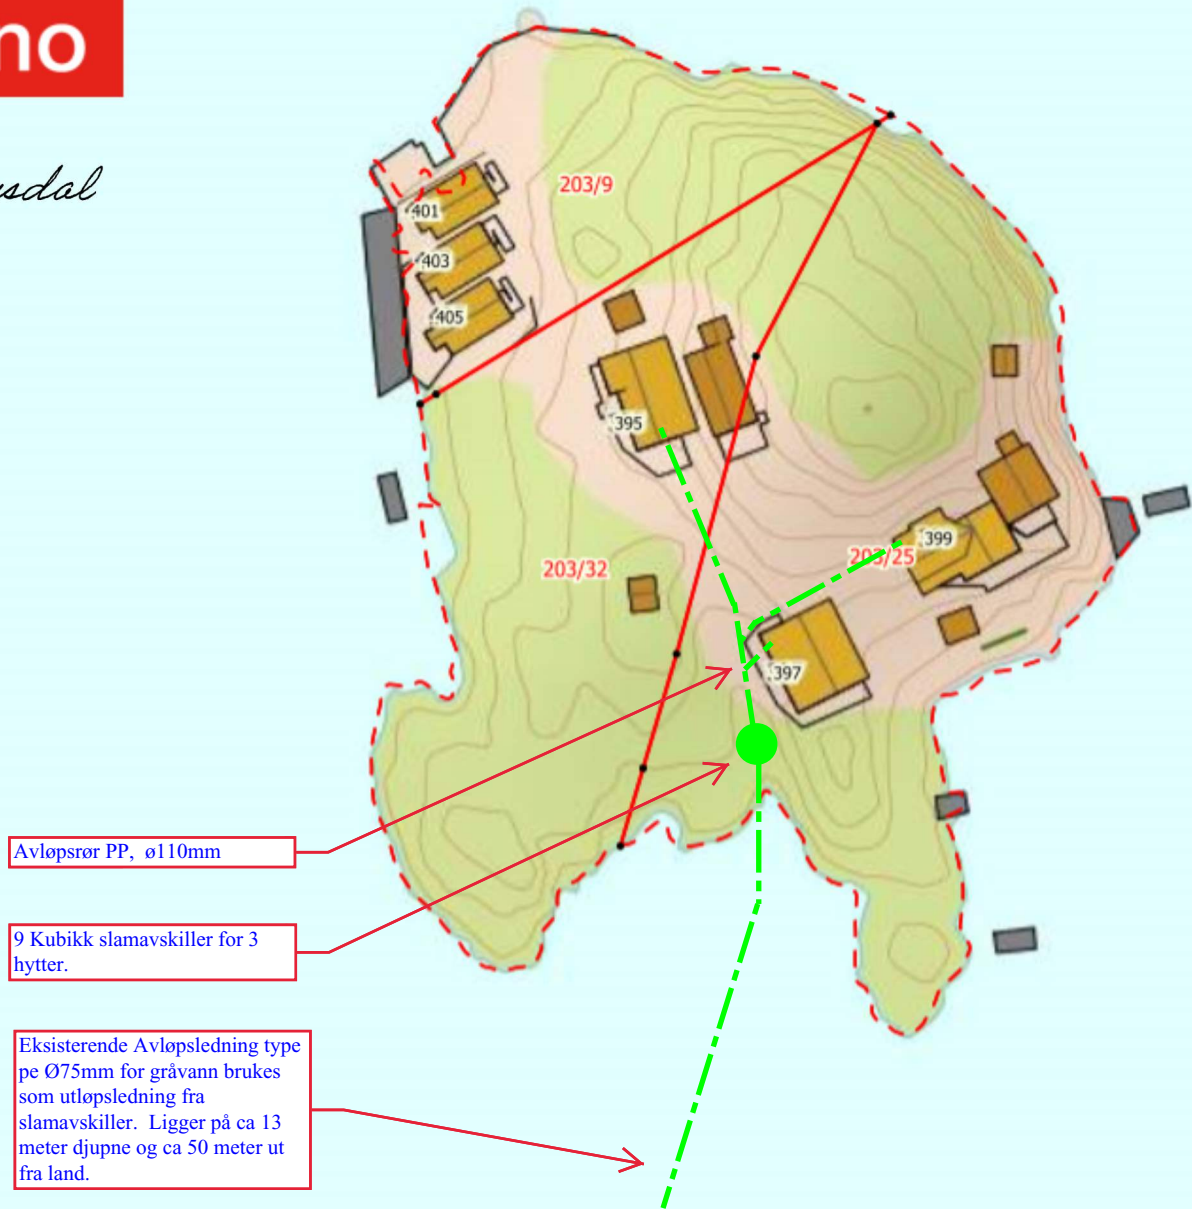 203/9
401
403
405
395
399
203/25
203/32
397
Avløpsrør PP, ø110mm
9 Kubikk slamavskiller for 3
hytter.
Eksisterende Avløpsledning type
pe Ø75mm for gråvann brukes
som utløpsledning fra
slamavskiller. Ligger på ca 13
meter djupne og ca 50 meter ut
fra land.